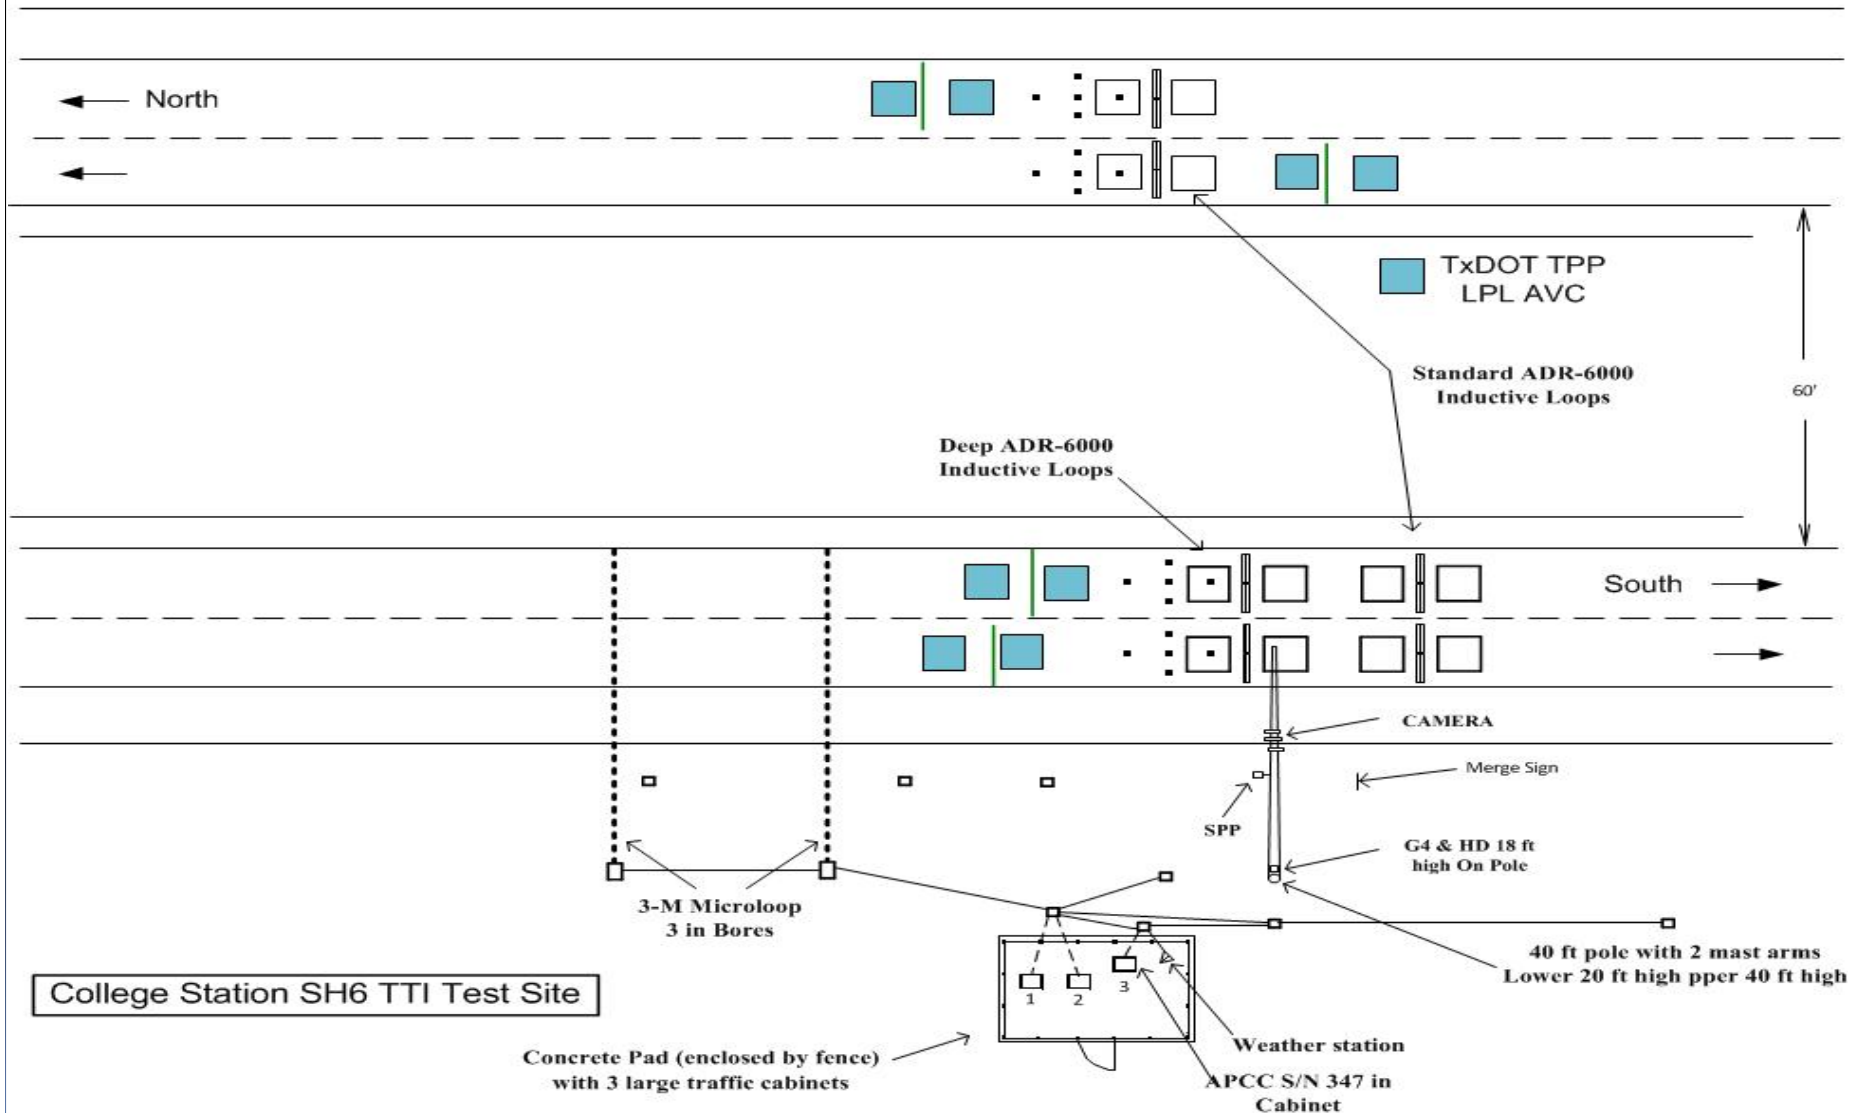 North
TxDOT TPP
LPL AVC
Standard ADR-6000
Inductive Loops
60'
Deep ADR-6000
Inductive Loops
South
CAMERA
Merge Sign
SPP
G4 & HD 18 ft
high On Pole
3-M Microloop
3 in Bores
40 ft pole with 2 mast arms
Lower 20 ft high pper 40 ft high
College Station SH6 TTI Test Site
1
2
3
Weather station
Concrete Pad (enclosed by fence)
with 3 large traffic cabinets
APCC S/N 347 in
Cabinet